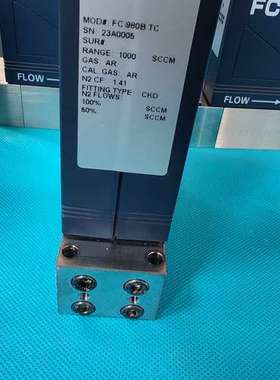 MOD#. FC-980B TC
SN 23A0005
SUR#.
RANGE. 1000 SCCM
GAS AR
CAL. GAS AR
N2 CF. 1.41
FITTING TYPE CKD
N2 FLOWS:
100% SCCM
50% SCCM
FLOW
FC
FLOW